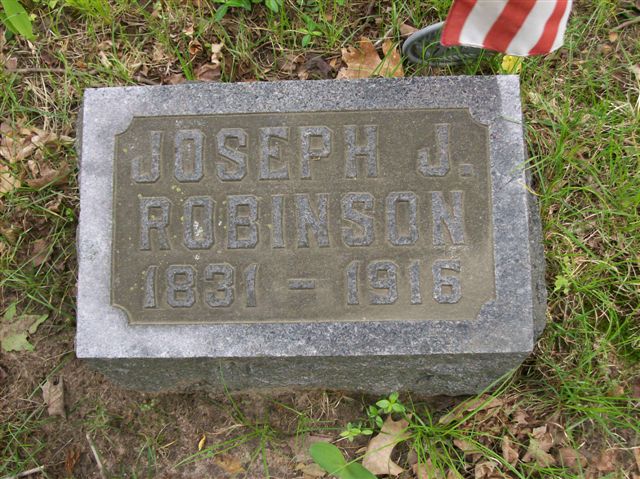 JOSEPH J.
ROBINSON
1831 - 1916